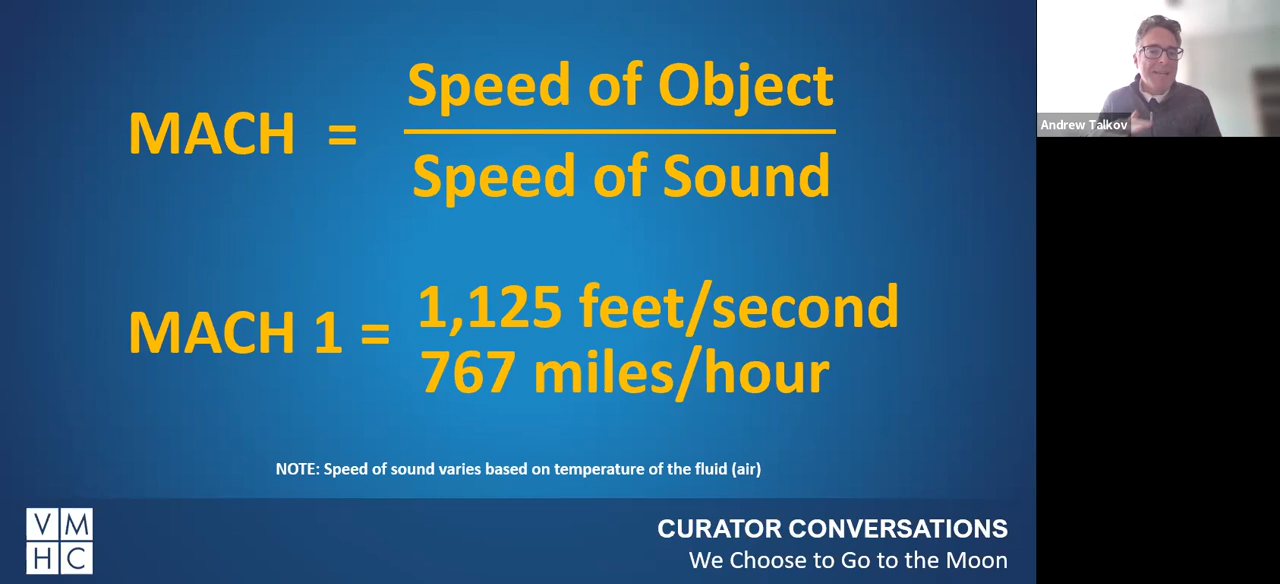 MACH = Speed of Object
Speed of Sound
MACH 1 = 1,125 feet/second
767 miles/hour
NOTE: Speed of sound varies based on temperature of the fluid (air)
VM
HC
CURATOR CONVERSATIONS
We Choose to Go to the Moon
Andrew Talkov